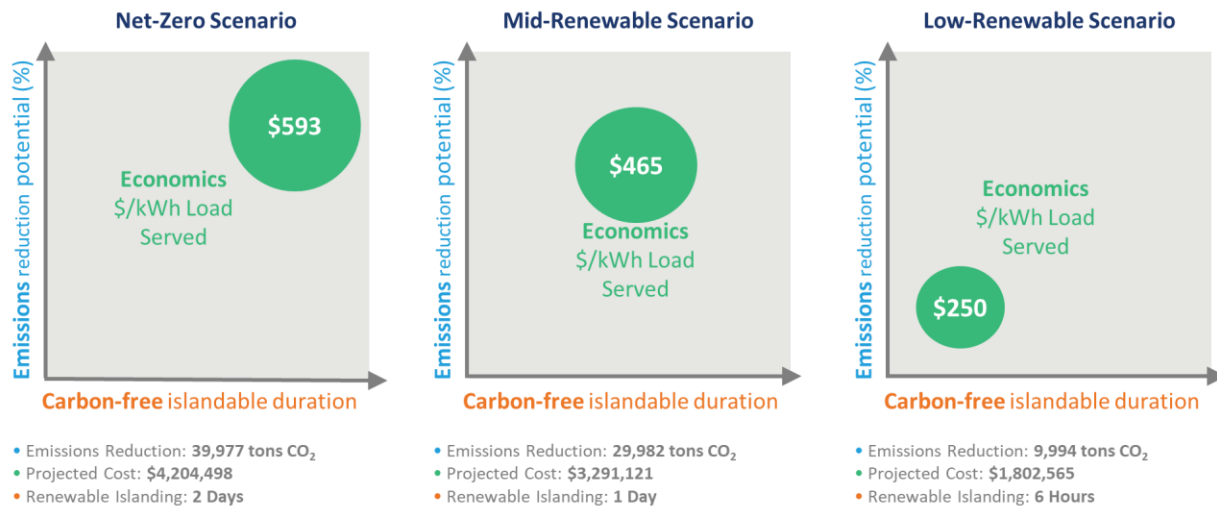 Net-Zero Scenario
Emissions reduction potential (%)
$593
Economics
$/kWh Load
Served
Carbon-free islandable duration
• Emissions Reduction: 39,977 tons CO₂
• Projected Cost: $4,204,498
• Renewable Islanding: 2 Days
Mid-Renewable Scenario
Emissions reduction potential (%)
$465
Economics
$/kWh Load
Served
Carbon-free islandable duration
• Emissions Reduction: 29,982 tons CO₂
• Projected Cost: $3,291,121
• Renewable Islanding: 1 Day
Low-Renewable Scenario
Emissions reduction potential (%)
Economics
$/kWh Load
Served
$250
Carbon-free islandable duration
• Emissions Reduction: 9,994 tons CO₂
• Projected Cost: $1,802,565
• Renewable Islanding: 6 Hours